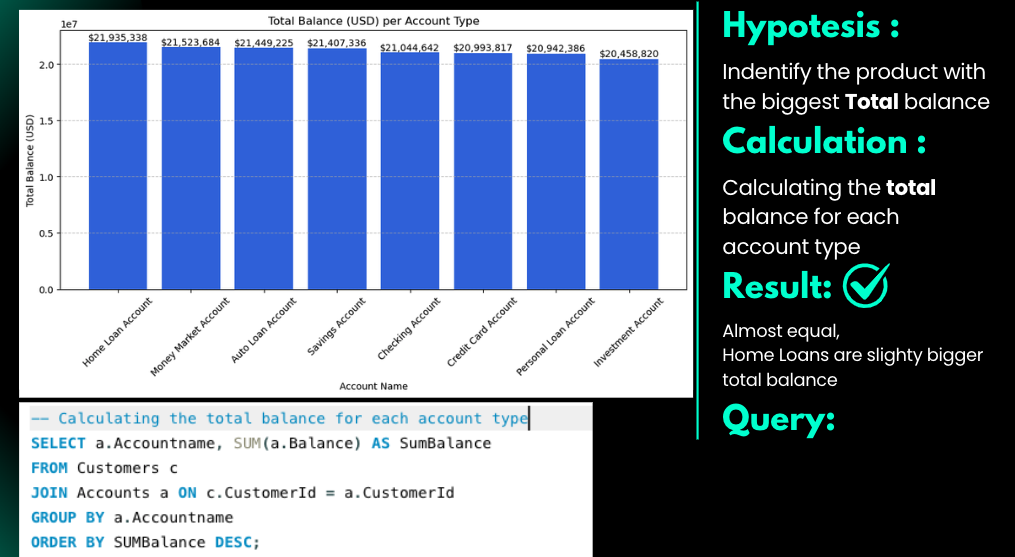 Total Balance (USD) per Account Type
1e7
$21,935,338
$21,523,684
$21,449,225
$21,407,336
$21,044,642
$20,993,817
$20,942,386
$20,458,820
2.0
1.5
1.0
0.5
0.0
Total Balance (USD)
Home Loan Account
Money Market Account
Auto Loan Account
Savings Account
Checking Account
Credit Card Account
Personal Loan Account
Investment Account
Account Name
Hypotesis :
Indentify the product with
the biggest Total balance
Calculation :
Calculating the total
balance for each
account type
Result:
Almost equal,
Home Loans are slighty bigger
total balance
Query:
-- Calculating the total balance for each account type
SELECT a.Accountname, SUM(a.Balance) AS SumBalance
FROM Customers c
JOIN Accounts a ON c.CustomerId = a.CustomerId
GROUP BY a.Accountname
ORDER BY SUMBalance DESC;